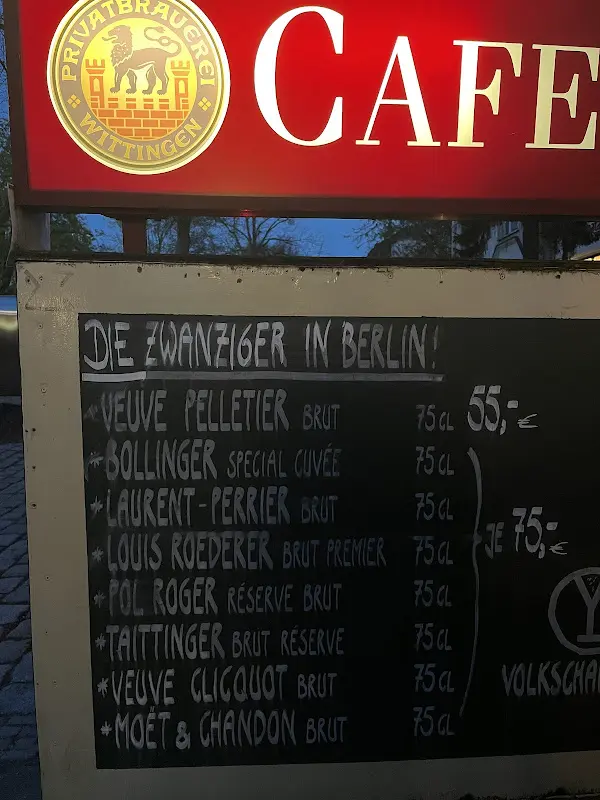 PRIVATBRAUEREI
WITTINGEN
CAFE
DIE ZWANZIGER IN BERLIN!
*VEUVE PELLETIER BRUT 75 CL 55,-€
*BOLLINGER SPECIAL CUVÉE 75 CL
*LAURENT-PERRIER BRUT 75 CL
*LOUIS ROEDERER BRUT PREMIER 75 CL JE 75,-€
*POL ROGER RÉSERVE BRUT 75 CL
*TAITTINGER BRUT RÉSERVE 75 CL
*VEUVE CLICQUOT BRUT 75 CL VOLKSCHA
*MOËT & CHANDON BRUT 75 CL